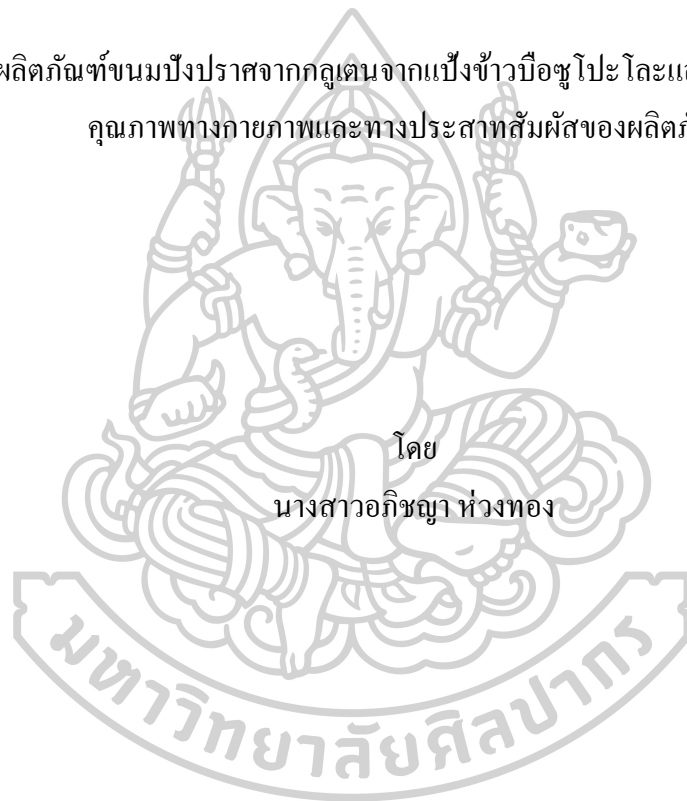 ผลิตภัณฑ์ขนมปังปราศจากกลูเตนจากแป้งข้าวบือซูโปะโละและ
คุณภาพทางกายภาพและทางประสาทสัมผัสของผลิตภั
โดย
นางสาวอภิชญา ห่วงทอง
มหาวิทยาลัยศิลปากร